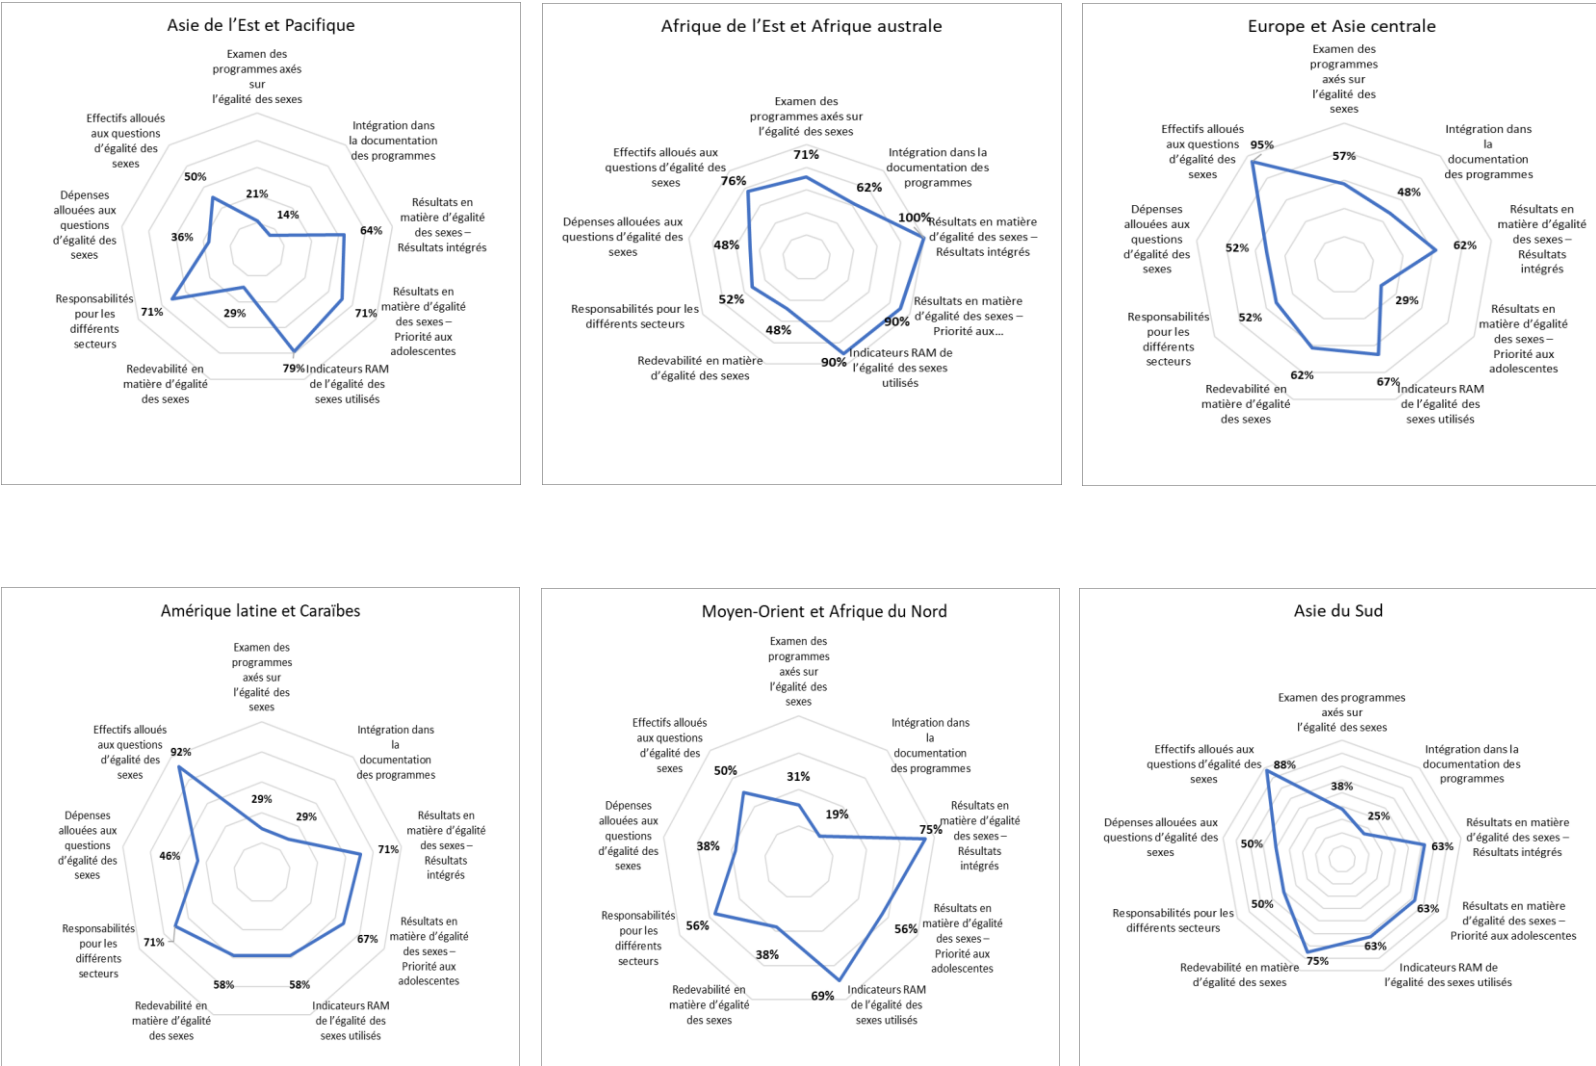 Asie de l’Est et Pacifique
Examen des
programmes axés
sur
l’égalité des sexes
Intégration dans
la documentation
des programmes
Résultats en
matière d’égalité
des sexes –
Résultats intégrés
Résultats en
matière d’égalité
des sexes –
Priorité aux
adolescentes
Indicateurs RAM
de l’égalité des
sexes utilisés
Redevabilité en
matière d’égalité
des sexes
Responsabilités
pour les
différents
secteurs
Dépenses
allouées aux
questions
d’égalité des
sexes
Effectifs alloués
aux questions
d’égalité des
sexes
21%
14%
64%
71%
79%
29%
71%
36%
50%
Afrique de l’Est et Afrique australe
Examen des
programmes axés sur
l’égalité des sexes
Intégration dans la
documentation des
programmes
Résultats en matière
d’égalité des sexes –
Résultats intégrés
Résultats en matière
d’égalité des sexes –
Priorité aux...
Indicateurs RAM de
l’égalité des sexes
utilisés
Redevabilité en matière
d’égalité des sexes
Responsabilités pour les
différents secteurs
Dépenses allouées aux
questions d’égalité des
sexes
Effectifs alloués aux
questions d’égalité des
sexes
71%
62%
100%
90%
90%
48%
52%
48%
76%
Europe et Asie centrale
Examen des
programmes
axés sur
l’égalité des
sexes
Intégration dans
la
documentation
des programmes
Résultats en
matière d’égalité
des sexes –
Résultats
intégrés
Résultats en
matière d’égalité
des sexes –
Priorité aux
adolescentes
Indicateurs RAM
de l’égalité des
sexes utilisés
Redevabilité en
matière d’égalité
des sexes
Responsabilités
pour les
différents
secteurs
Dépenses
allouées aux
questions
d’égalité des
sexes
Effectifs alloués
aux questions
d’égalité des
sexes
57%
48%
62%
29%
67%
62%
52%
52%
95%
Amérique latine et Caraïbes
Examen des
programmes
axés sur
l’égalité des
sexes
Intégration dans
la
documentation
des programmes
Résultats en
matière d’égalité
des sexes –
Résultats
intégrés
Résultats en
matière d’égalité
des sexes –
Priorité aux
adolescentes
Indicateurs RAM
de l’égalité des
sexes utilisés
Redevabilité en
matière d’égalité
des sexes
Responsabilités
pour les
différents
secteurs
Dépenses
allouées aux
questions
d’égalité des
sexes
Effectifs alloués
aux questions
d’égalité des
sexes
29%
29%
71%
67%
58%
58%
71%
46%
92%
Moyen-Orient et Afrique du Nord
Examen des
programmes
axés sur
l’égalité des
sexes
Intégration dans
la
documentation
des programmes
Résultats en
matière d’égalité
des sexes –
Résultats
intégrés
Résultats en
matière d’égalité
des sexes –
Priorité aux
adolescentes
Indicateurs RAM
de l’égalité des
sexes utilisés
Redevabilité en
matière d’égalité
des sexes
Responsabilités
pour les
différents
secteurs
Dépenses
allouées aux
questions
d’égalité des
sexes
Effectifs alloués
aux questions
d’égalité des
sexes
31%
19%
75%
56%
69%
38%
56%
38%
50%
Asie du Sud
Examen des programmes
axés sur
l’égalité des sexes
Intégration dans la
documentation des
programmes
Résultats en matière
d’égalité des sexes –
Résultats intégrés
Résultats en matière
d’égalité des sexes –
Priorité aux adolescentes
Indicateurs RAM de
l’égalité des sexes utilisés
Redevabilité en matière
d’égalité des sexes
Responsabilités pour les
différents secteurs
Dépenses allouées aux
questions d’égalité des
sexes
Effectifs alloués aux
questions d’égalité des
sexes
38%
25%
63%
63%
63%
75%
50%
50%
88%